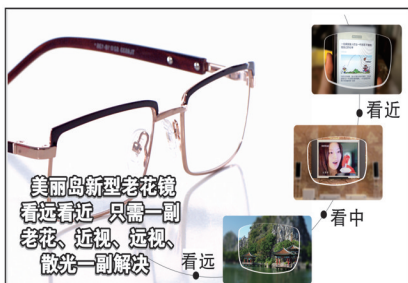 看近
看中
看远
美丽岛新型老花镜
看远看近 只需一副
老花、近视、远视、
散光一副解决